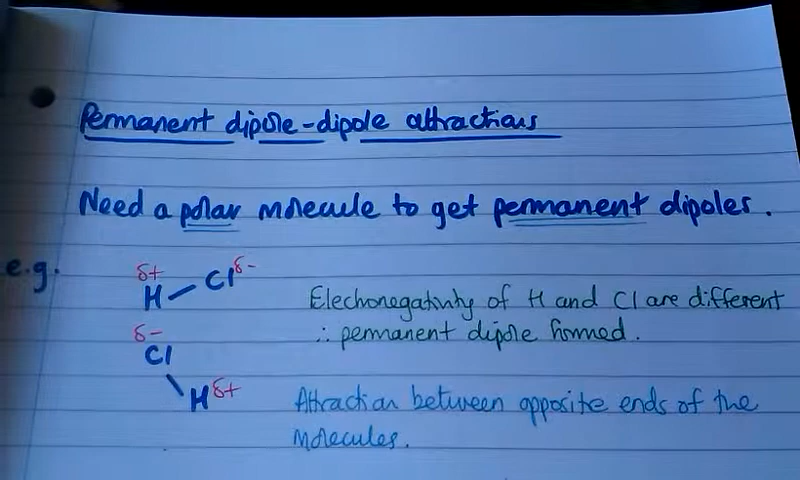 Permanent dipole-dipole attractions
Need a polar molecule to get permanent dipoles.
e.g.
δ+ δ-
H — Cl
Electronegativity of H and Cl are different
∴ permanent dipole formed.
δ-
Cl
\
H δ+
Attraction between opposite ends of the
molecules.